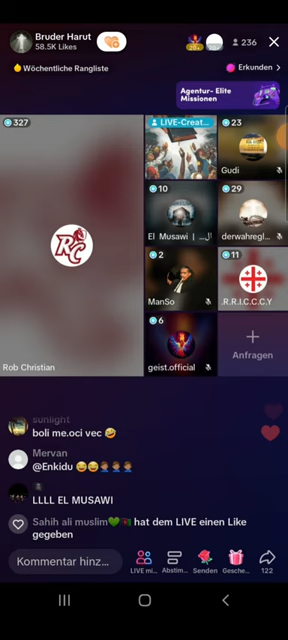 Bruder Harut
58.5K Likes
236
Wöchentliche Rangliste
Erkunden >
Agentur- Elite
Missionen
327
RC
Rob Christian
LIVE-Creat...
23
Gudi
10
El Musawi | ...ال
29
derwahregl...
2
ManSo
11
.R.R.I.C.C.C.Y
6
geist.official
+
Anfragen
sunlight
boli me.oci vec 🤣
Mervan
@Enkidu 😂😂🤦🏽‍♂️🤦🏽‍♂️🤦🏽‍♂️
LLLL EL MUSAWI
Sahih ali muslim💚 hat dem LIVE einen Like
gegeben
Kommentar hinz...
LIVE mi...
Abstim...
Senden
Gesche...
122